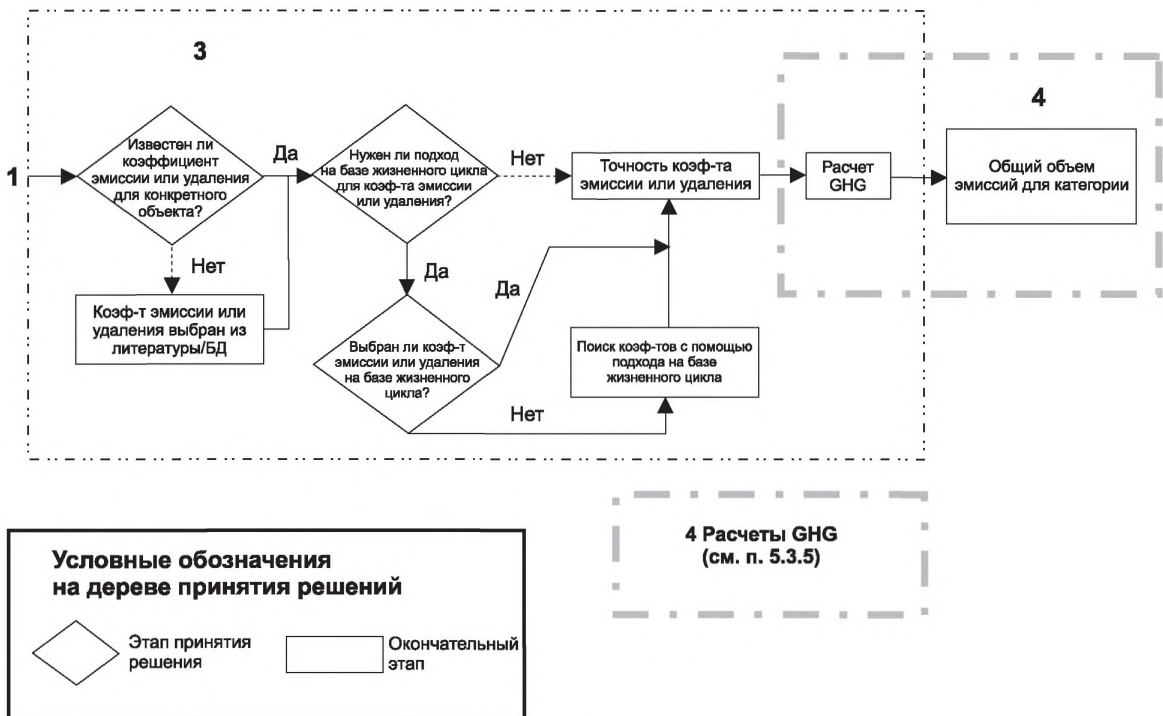 3
4
1
Известен ли
коэффициент
эмиссии или удаления
для конкретного
объекта?
Да
Нужен ли подход
на базе жизненного цикла
для коэф-та эмиссии
или удаления?
Нет
Точность коэф-та
эмиссии или удаления
Расчет
GHG
Общий объем
эмиссий для категории
Нет
Коэф-т эмиссии или
удаления выбран из
литературы/БД
Да
Да
Выбран ли коэф-т
эмиссии или удаления
на базе жизненного
цикла?
Поиск коэф-тов с помощью
подхода на базе
жизненного цикла
Нет
4 Расчеты GHG
(см. п. 5.3.5)
Условные обозначения
на дереве принятия решений
Этап принятия
решения
Окончательный
этап